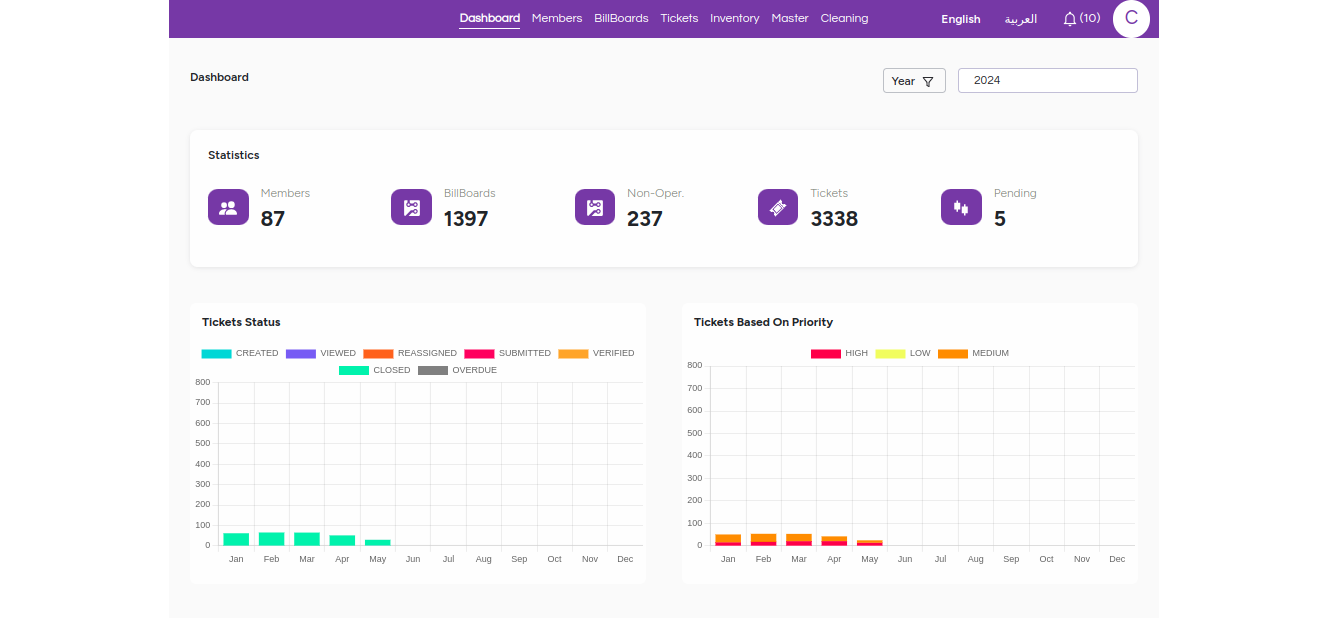 Dashboard Members BillBoards Tickets Inventory Master Cleaning English العربية (10) C
Dashboard
Year 2024
Statistics
Members BillBoards Non-Oper. Tickets Pending
87 1397 237 3338 5
Tickets Status
CREATED VIEWED REASSIGNED SUBMITTED VERIFIED
CLOSED OVERDUE
800
700
600
500
400
300
200
100
0
Jan Feb Mar Apr May Jun Jul Aug Sep Oct Nov Dec
Tickets Based On Priority
HIGH LOW MEDIUM
800
700
600
500
400
300
200
100
0
Jan Feb Mar Apr May Jun Jul Aug Sep Oct Nov Dec